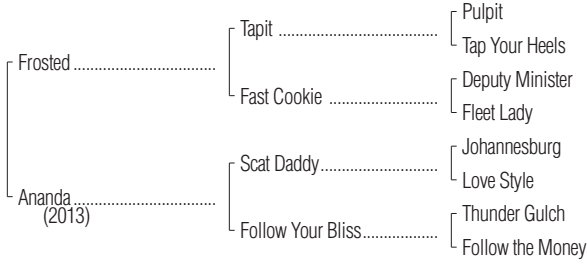 Pulpit
Tapit ........................................
Tap Your Heels
Frosted ...................................
Deputy Minister
Fast Cookie ...........................
Fleet Lady
Johannesburg
Scat Daddy.............................
Love Style
Ananda ...................................
(2013)
Thunder Gulch
Follow Your Bliss...................
Follow the Money